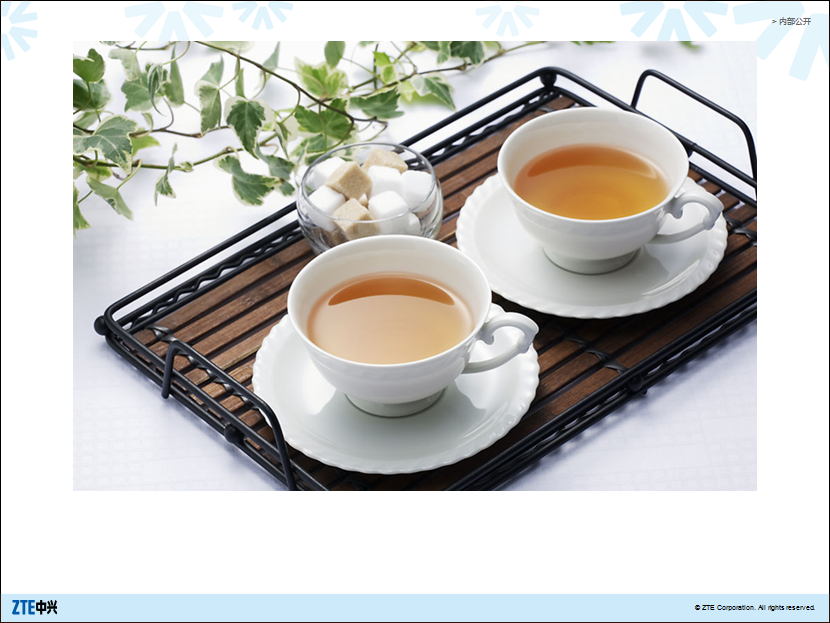 > 内部公开
ZTE中兴
© ZTE Corporation. All rights reserved.